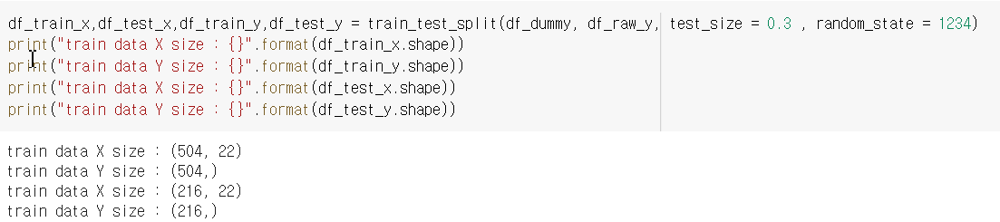 df_train_x,df_test_x,df_train_y,df_test_y = train_test_split(df_dummy, df_raw_y, test_size = 0.3 , random_state = 1234)
print("train data X size : {}".format(df_train_x.shape))
print("train data Y size : {}".format(df_train_y.shape))
print("train data X size : {}".format(df_test_x.shape))
print("train data Y size : {}".format(df_test_y.shape))
train data X size : (504, 22)
train data Y size : (504,)
train data X size : (216, 22)
train data Y size : (216,)